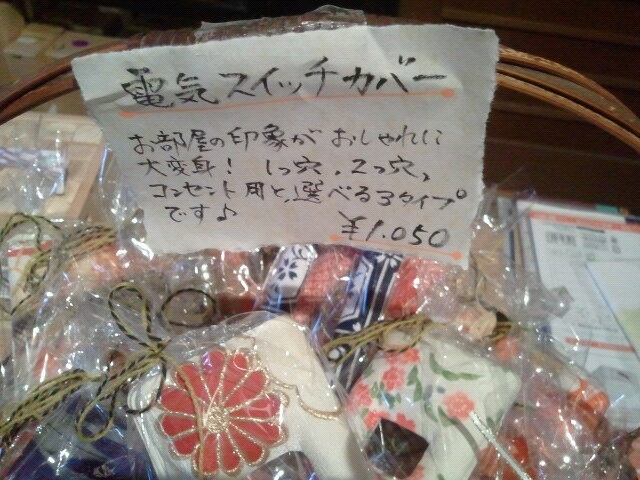 電気スイッチカバー
お部屋の印象が おしゃれに
大変身! 1つ穴、2つ穴、
コンセント用と、選べる3タイプ
です♪
¥1,050